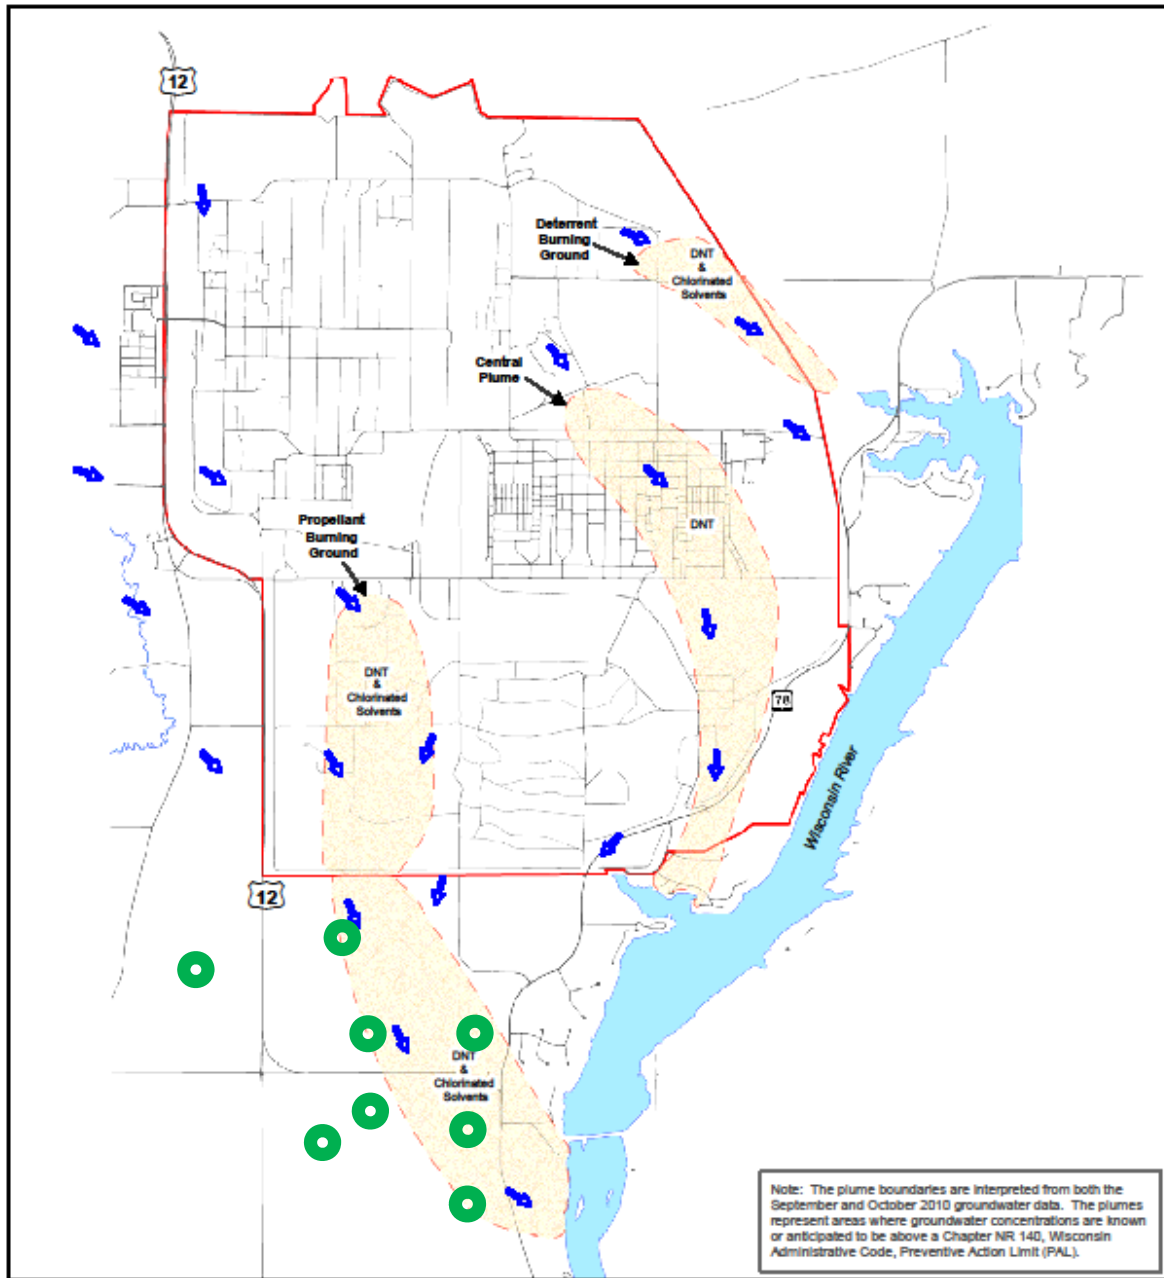 12
Deterrent
Burning
Ground
DNT
&
Chlorinated
Solvents
Central
Plume
DNT
Propellant
Burning
Ground
DNT
&
Chlorinated
Solvents
78
Wisconsin River
12
DNT
&
Chlorinated
Solvents
Note: The plume boundaries are interpreted from both the
September and October 2010 groundwater data. The plumes
represent areas where groundwater concentrations are known
or anticipated to be above a Chapter NR 140, Wisconsin
Administrative Code, Preventive Action Limit (PAL).